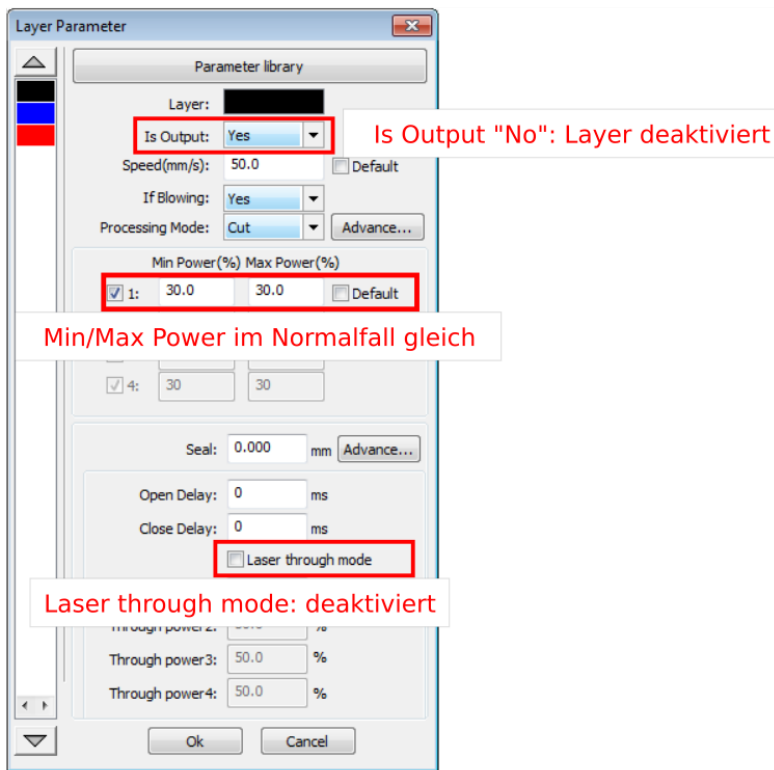 Layer Parameter
Parameter library
Layer:
Is Output: Yes
Is Output "No": Layer deaktiviert
Speed(mm/s): 50.0 Default
If Blowing: Yes
Processing Mode: Cut Advance...
Min Power(%) Max Power(%)
1: 30.0 30.0 Default
Min/Max Power im Normalfall gleich
4: 30 30
Seal: 0.000 mm Advance...
Open Delay: 0 ms
Close Delay: 0 ms
Laser through mode
Laser through mode: deaktiviert
Through power2: %
Through power3: 50.0 %
Through power4: 50.0 %
Ok Cancel